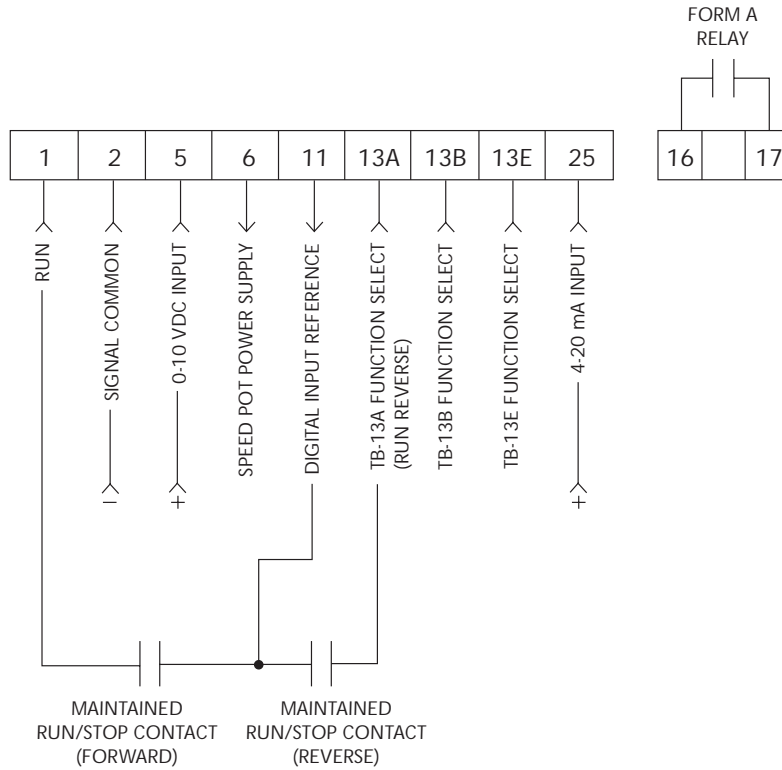 FORM A
RELAY
1 2 5 6 11 13A 13B 13E 25 16 17
RUN
SIGNAL COMMON
0-10 VDC INPUT
SPEED POT POWER SUPPLY
DIGITAL INPUT REFERENCE
TB-13A FUNCTION SELECT
(RUN REVERSE)
TB-13B FUNCTION SELECT
TB-13E FUNCTION SELECT
4-20 mA INPUT
– + +
MAINTAINED
RUN/STOP CONTACT
(FORWARD)
MAINTAINED
RUN/STOP CONTACT
(REVERSE)